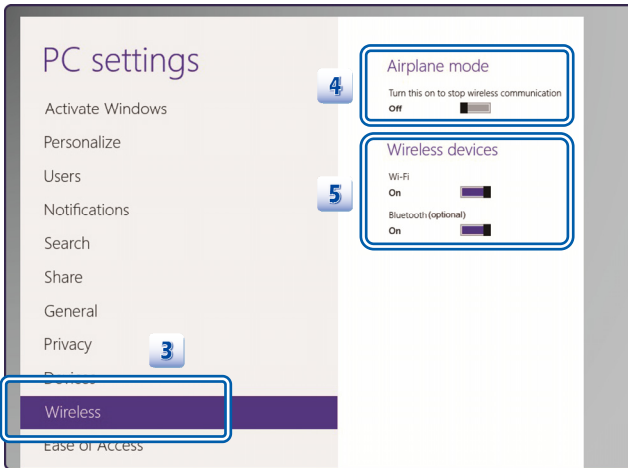 PC settings
Activate Windows
Personalize
Users
Notifications
Search
Share
General
Privacy
3
Devices
Wireless
Ease of Access
4
Airplane mode
Turn this on to stop wireless communication
Off
5
Wireless devices
Wi-Fi
On
Bluetooth (optional)
On